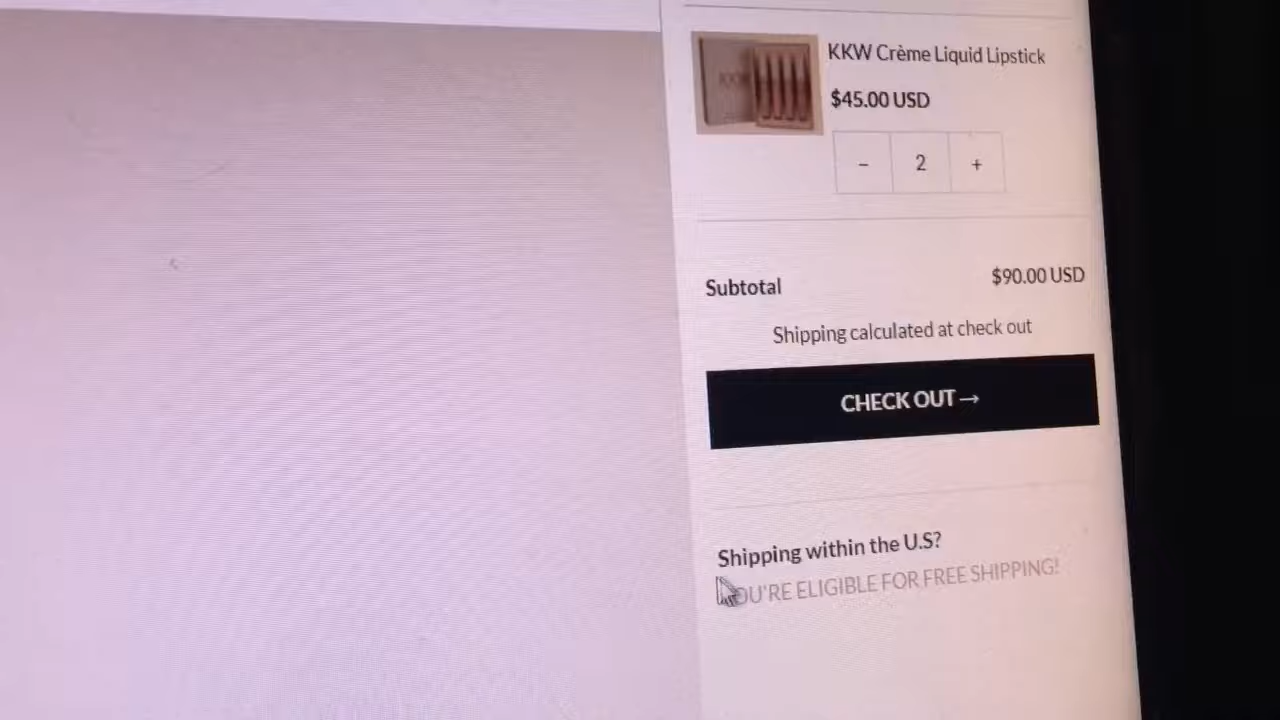 KKW Crème Liquid Lipstick
$45.00 USD
− 2 +
Subtotal $90.00 USD
Shipping calculated at check out
CHECK OUT →
Shipping within the U.S?
YOU'RE ELIGIBLE FOR FREE SHIPPING!